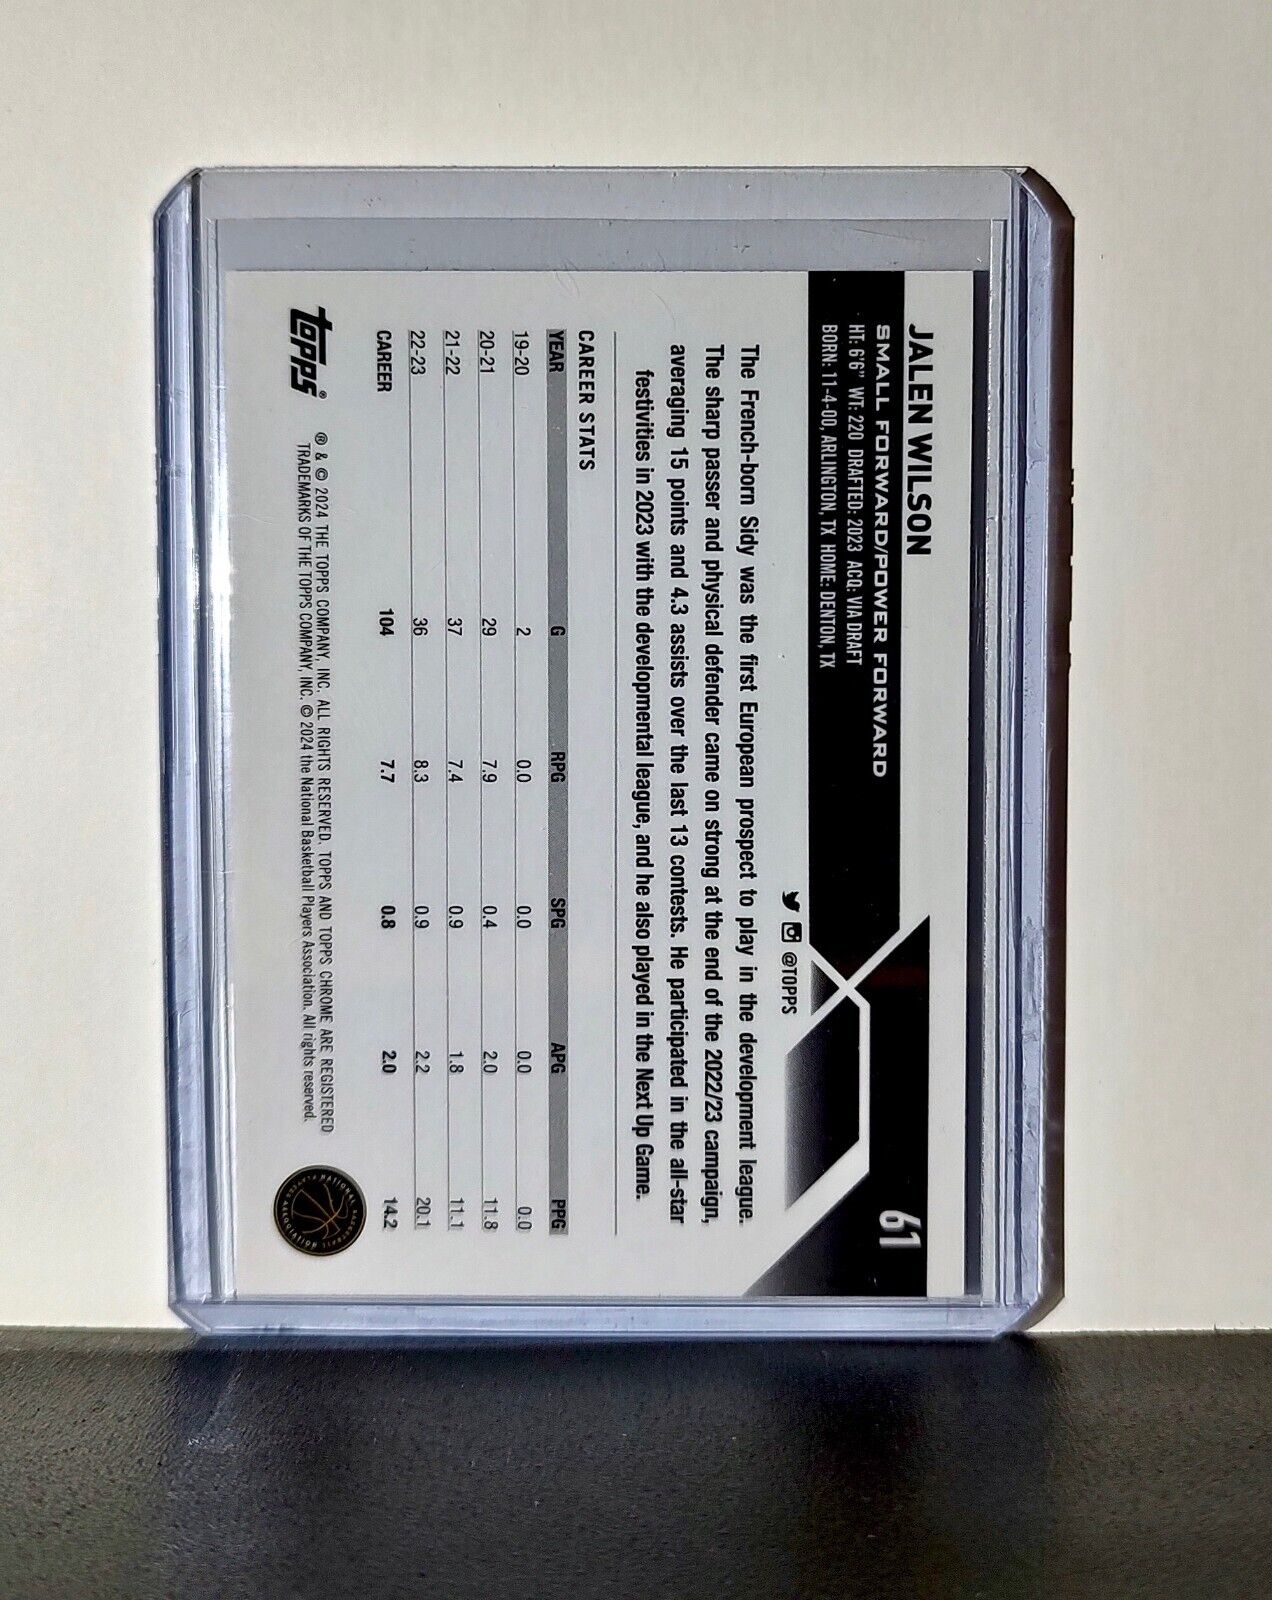 JALEN WILSON
61
SMALL FORWARD/POWER FORWARD
HT: 6'6" WT: 220 DRAFTED: 2023 ACQ: VIA DRAFT
BORN: 11-4-00, ARLINGTON, TX HOME: DENTON, TX
@TOPPS
The French-born Sidy was the first European prospect to play in the development league.
The sharp passer and physical defender came on strong at the end of the 2022/23 campaign,
averaging 15 points and 4.3 assists over the last 13 contests. He participated in the all-star
festivities in 2023 with the developmental league, and he also played in the Next Up Game.
CAREER STATS
YEAR G RPG SPG APG PPG
19-20 2 0.0 0.0 0.0 0.0
20-21 29 7.9 0.4 2.0 11.8
21-22 37 7.4 0.9 1.8 11.1
22-23 36 8.3 0.9 2.2 20.1
CAREER 104 7.7 0.8 2.0 14.2
topps®
® & © 2024 THE TOPPS COMPANY, INC. ALL RIGHTS RESERVED. TOPPS AND TOPPS CHROME ARE REGISTERED
TRADEMARKS OF THE TOPPS COMPANY, INC. © 2024 the National Basketball Players Association. All rights reserved.
NATIONAL BASKETBALL PLAYERS ASSOCIATION